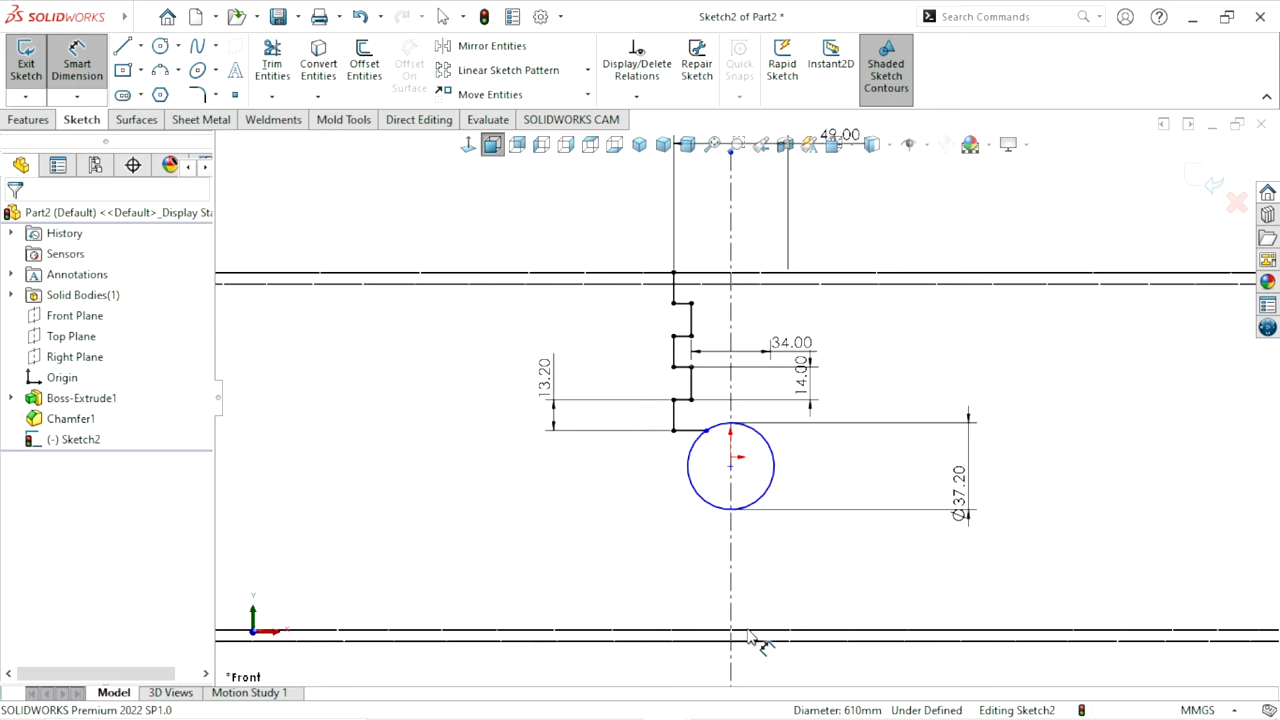 SOLIDWORKS
Sketch2 of Part2 *
Search Commands
Exit Sketch
Smart Dimension
Trim Entities
Convert Entities
Offset Entities
Offset On Surface
Mirror Entities
Linear Sketch Pattern
Move Entities
Display/Delete Relations
Repair Sketch
Quick Snaps
Rapid Sketch
Instant2D
Shaded Sketch Contours
Features
Sketch
Surfaces
Sheet Metal
Weldments
Mold Tools
Direct Editing
Evaluate
SOLIDWORKS CAM
49.00
Part2 (Default) <<Default>_Display Sta
History
Sensors
Annotations
Solid Bodies(1)
Front Plane
Top Plane
Right Plane
Origin
Boss-Extrude1
Chamfer1
(-) Sketch2
34.00
14.00
13.20
∅37.20
Y
X
*Front
Model
3D Views
Motion Study 1
SOLIDWORKS Premium 2022 SP1.0
Diameter: 610mm
Under Defined
Editing Sketch2
MMGS